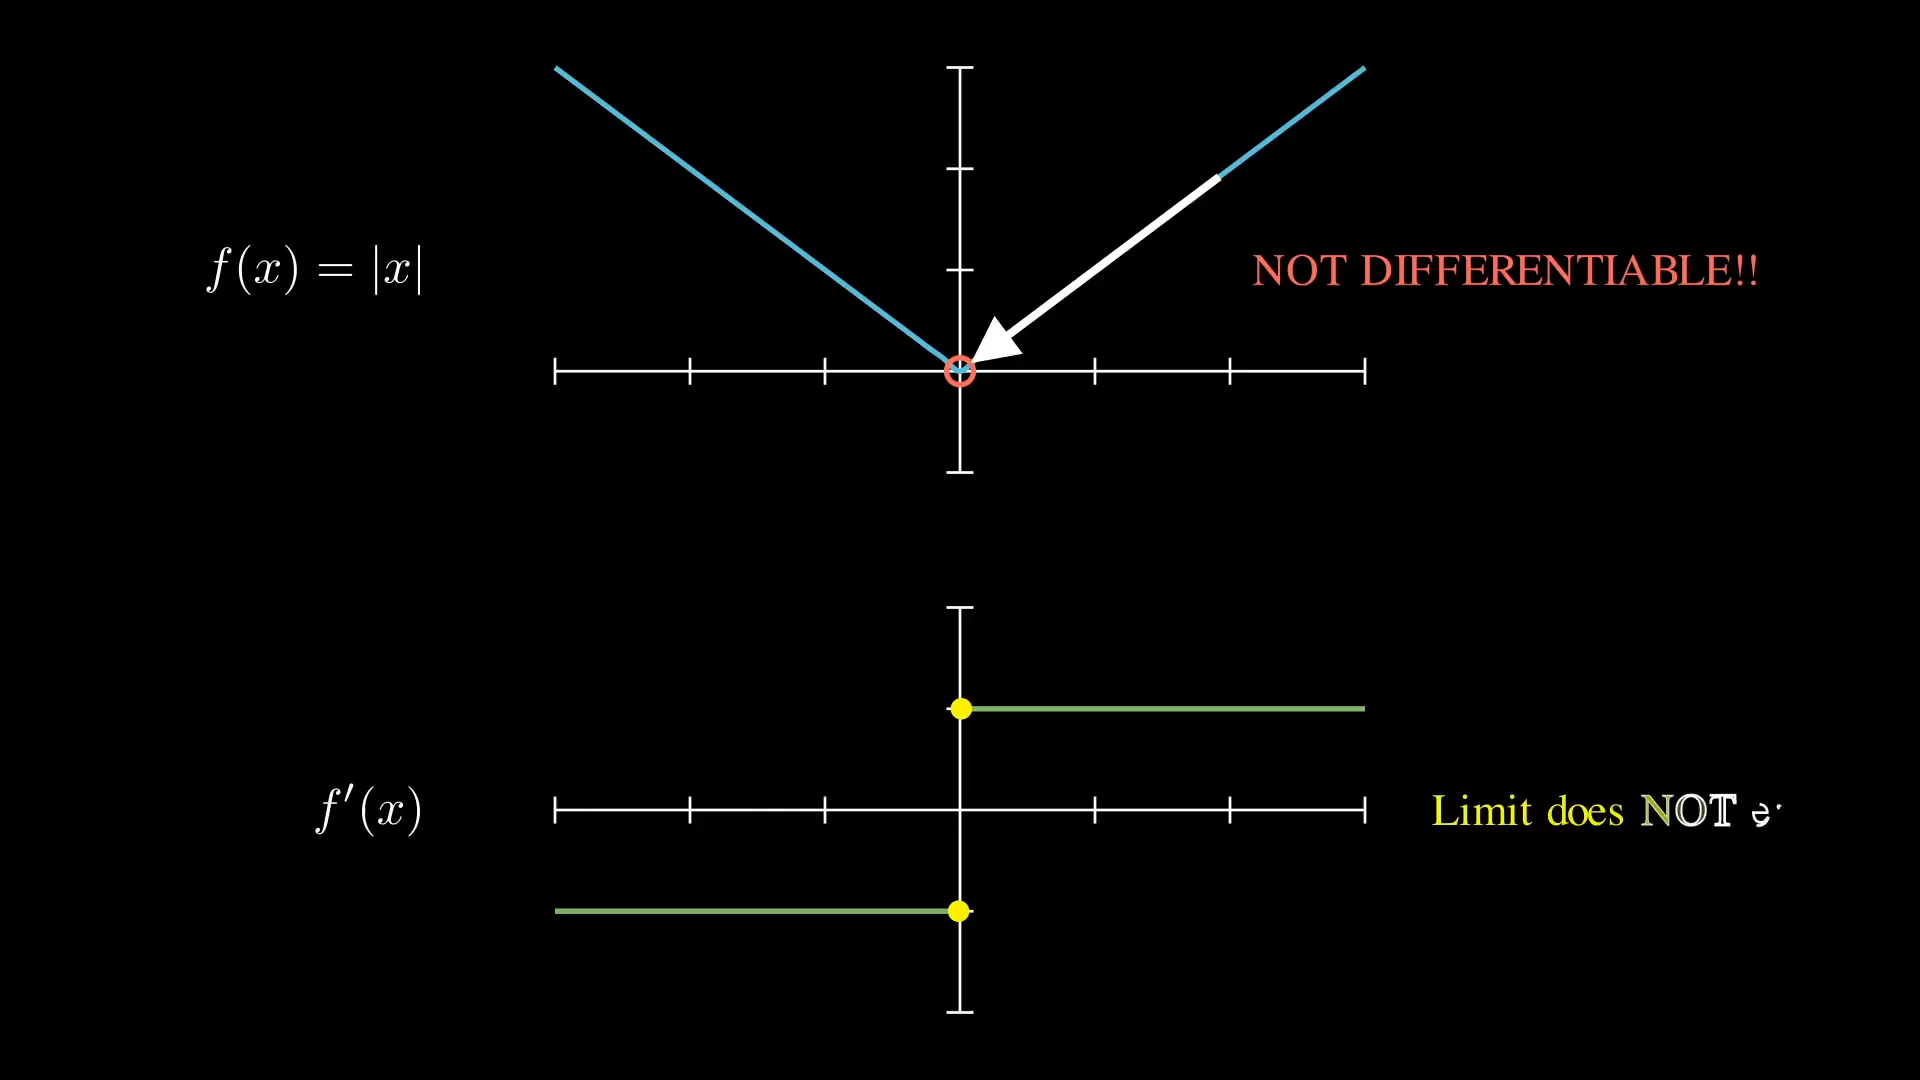 f(x) = |x|
NOT DIFFERENTIABLE!!
f′(x)
Limit does NOT